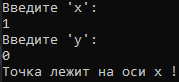 Введите 'x':
1
Введите 'y':
0
Точка лежит на оси x !